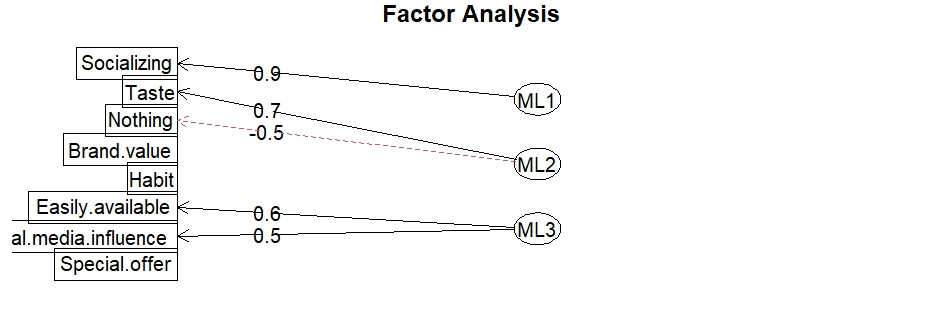 Factor Analysis
Socializing
Taste
Nothing
Brand.value
Habit
Easily.available
al.media.influence
Special.offer
0.9
0.7
-0.5
0.6
0.5
ML1
ML2
ML3